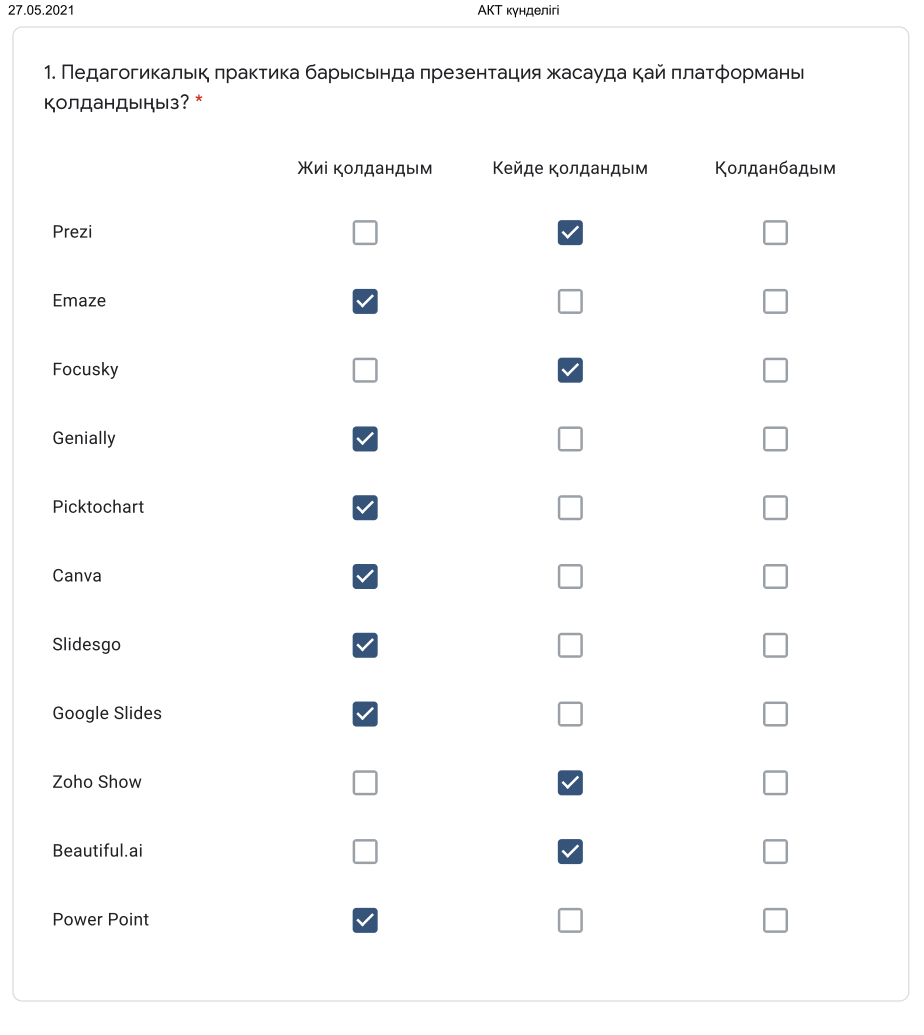 27.05.2021 АКТ күнделігі
1. Педагогикалық практика барысында презентация жасауда қай платформаны
қолдандыңыз? *
Жиі қолдандым Кейде қолдандым Қолданбадым
Prezi
Emaze
Focusky
Genially
Picktochart
Canva
Slidesgo
Google Slides
Zoho Show
Beautiful.ai
Power Point